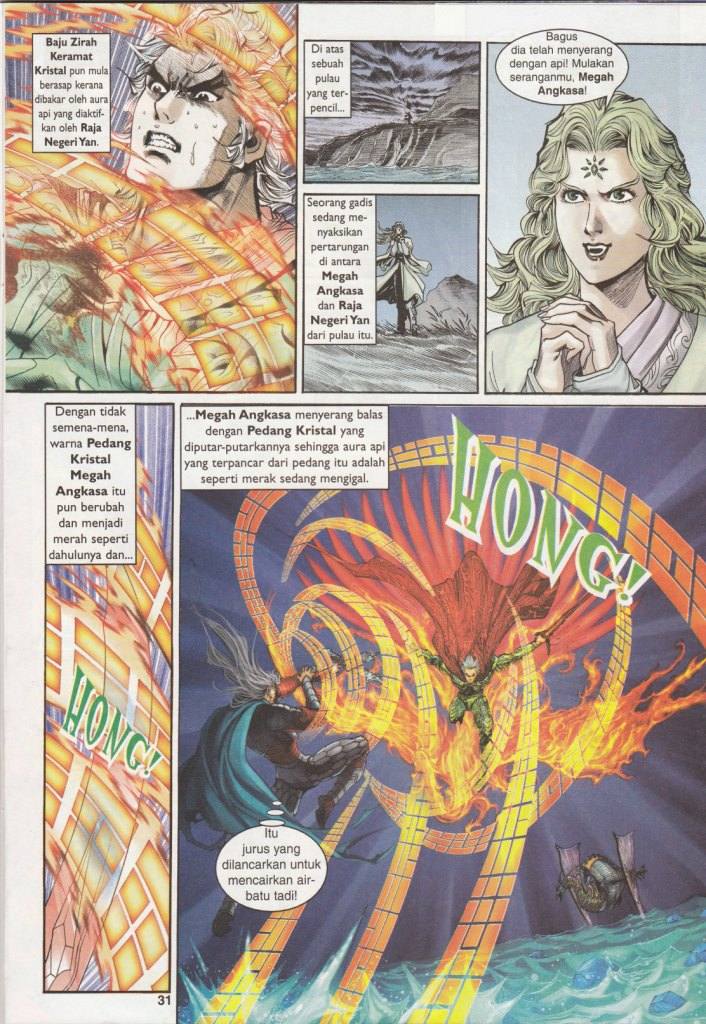 Baju Zirah
Keramat
Kristal pun mula
berasap kerana
dibakar oleh aura
api yang diaktif-
kan oleh Raja
Negeri Yan.
Di atas
sebuah
pulau
yang ter-
pencil...
Bagus
dia telah menyerang
dengan api! Mulakan
seranganmu, Megah
Angkasa!
Seorang gadis
sedang me-
nyaksikan
pertarungan
di antara
Megah
Angkasa
dan Raja
Negeri Yan
dari pulau itu.
Dengan tidak
semena-mena,
warna Pedang
Kristal
Megah
Angkasa itu
pun berubah
dan menjadi
merah seperti
dahulunya dan...
HONG!
...Megah Angkasa menyerang balas
dengan Pedang Kristal yang
diputar-putarkannya sehingga aura api
yang terpancar dari pedang itu adalah
seperti merak sedang mengigal.
HONG!
Itu
jurus yang
dilancarkan untuk
mencairkan air-
batu tadi!
31